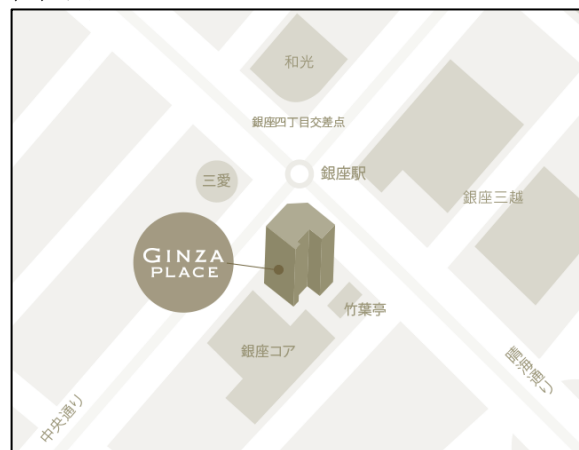 和光
銀座四丁目交差点
銀座駅
三愛
銀座三越
GINZA
PLACE
竹葉亭
銀座コア
晴海通り
中央通り